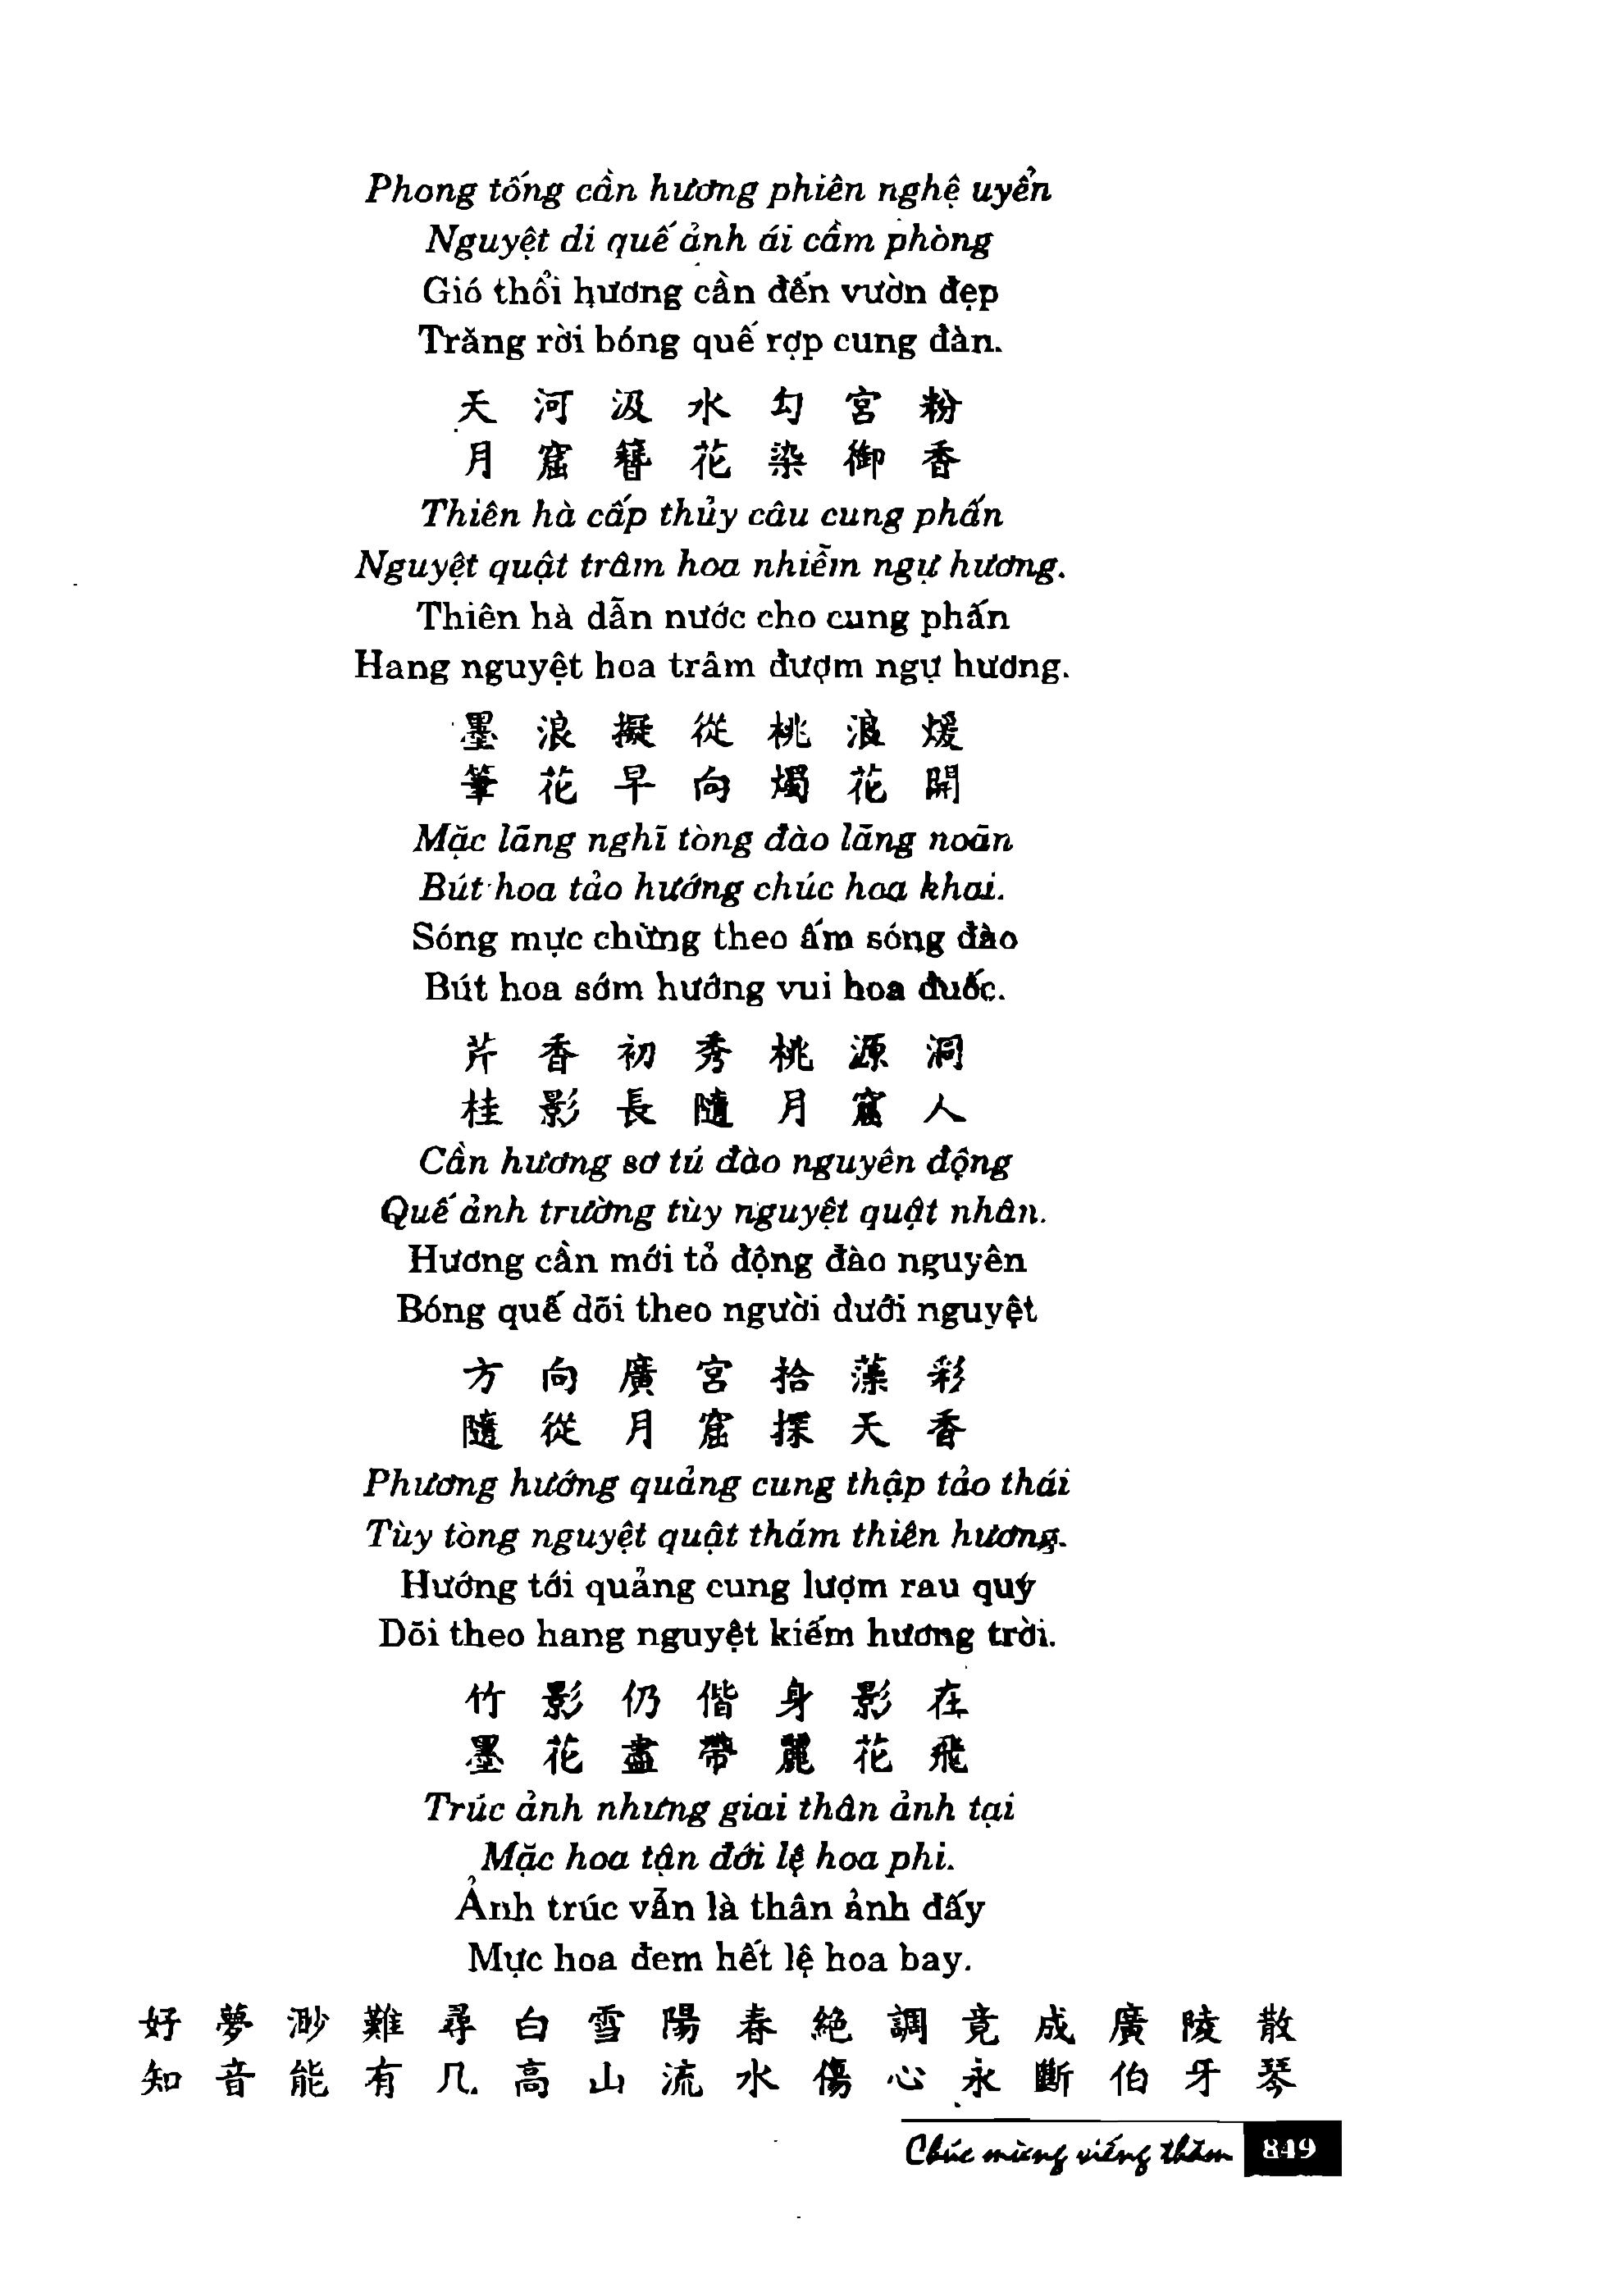 Phong tống cần hương phiên nghệ uyển
Nguyệt di quế ảnh ái cầm phòng
Gió thổi hương cần đến vườn đẹp
Trăng rời bóng quế rợp cung đàn.
天河汲水勻宮粉
月窟簪花染御香
Thiên hà cấp thủy câu cung phấn
Nguyệt quật trâm hoa nhiễm ngự hương.
Thiên hà dẫn nước cho cung phấn
Hang nguyệt hoa trâm đượm ngự hương.
墨浪擬從桃浪煖
筆花早向燭花開
Mặc lãng nghĩ tòng đào lãng noãn
Bút hoa tảo hướng chúc hoa khai.
Sóng mực chừng theo ấm sóng đào
Bút hoa sớm hướng vui hoa đuốc.
芹香初秀桃源洞
桂影長隨月窟人
Cần hương sơ tú đào nguyên động
Quế ảnh trường tùy nguyệt quật nhân.
Hương cần mới tỏ động đào nguyên
Bóng quế dõi theo người dưới nguyệt
方向廣宮拾藻彩
隨從月窟探天香
Phương hướng quảng cung thập tảo thái
Tùy tòng nguyệt quật thám thiên hương.
Hướng tới quảng cung lượm rau quý
Dõi theo hang nguyệt kiếm hương trời.
竹影仍偕身影在
墨花盡帶麗花飛
Trúc ảnh nhưng giai thân ảnh tại
Mặc hoa tận đới lệ hoa phi.
Ảnh trúc vẫn là thân ảnh đấy
Mực hoa đem hết lệ hoa bay.
好夢渺難尋白雪陽春絕調竟成廣陵散
知音能有几高山流水傷心永斷伯牙琴
Chúc mừng viếng thăm 849